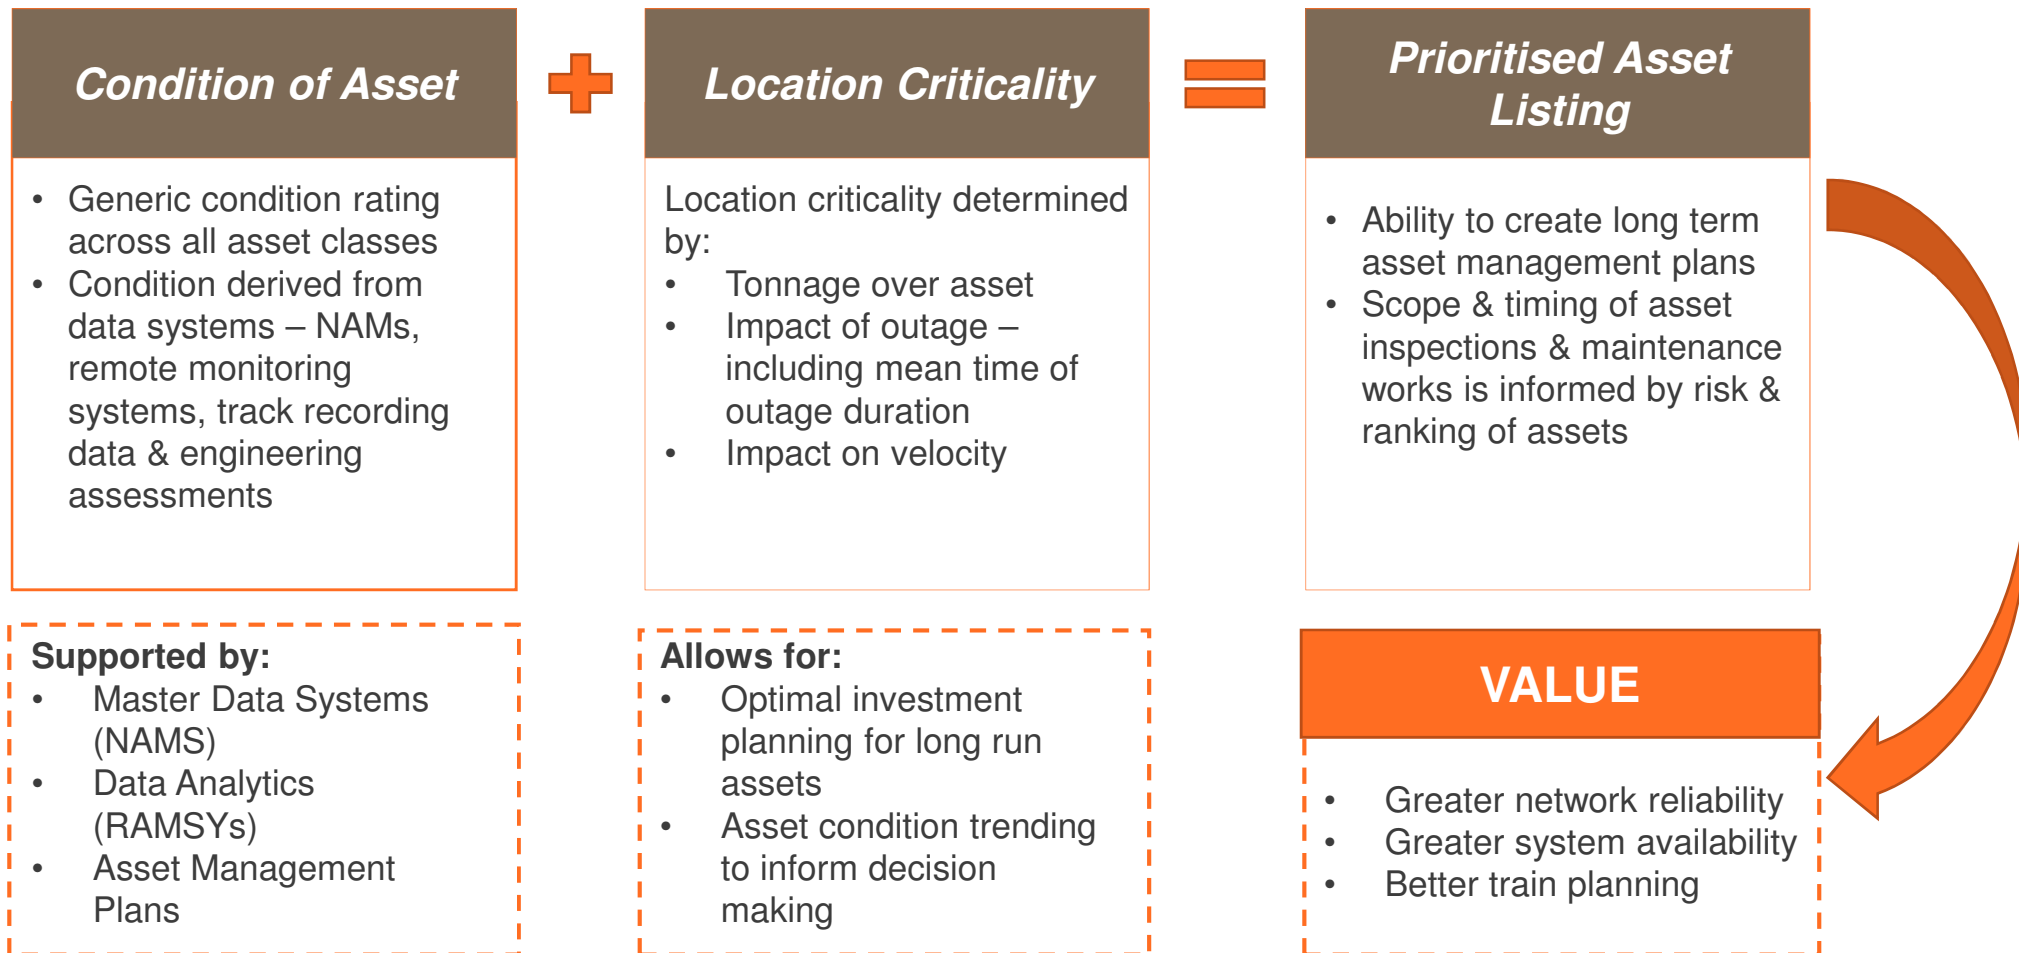 Condition of Asset
• Generic condition rating
across all asset classes
• Condition derived from
data systems – NAMs,
remote monitoring
systems, track recording
data & engineering
assessments
Location Criticality
Location criticality determined
by:
• Tonnage over asset
• Impact of outage –
including mean time of
outage duration
• Impact on velocity
Prioritised Asset
Listing
• Ability to create long term
asset management plans
• Scope & timing of asset
inspections & maintenance
works is informed by risk &
ranking of assets
Supported by:
• Master Data Systems
(NAMS)
• Data Analytics
(RAMSYs)
• Asset Management
Plans
Allows for:
• Optimal investment
planning for long run
assets
• Asset condition trending
to inform decision
making
VALUE
• Greater network reliability
• Greater system availability
• Better train planning